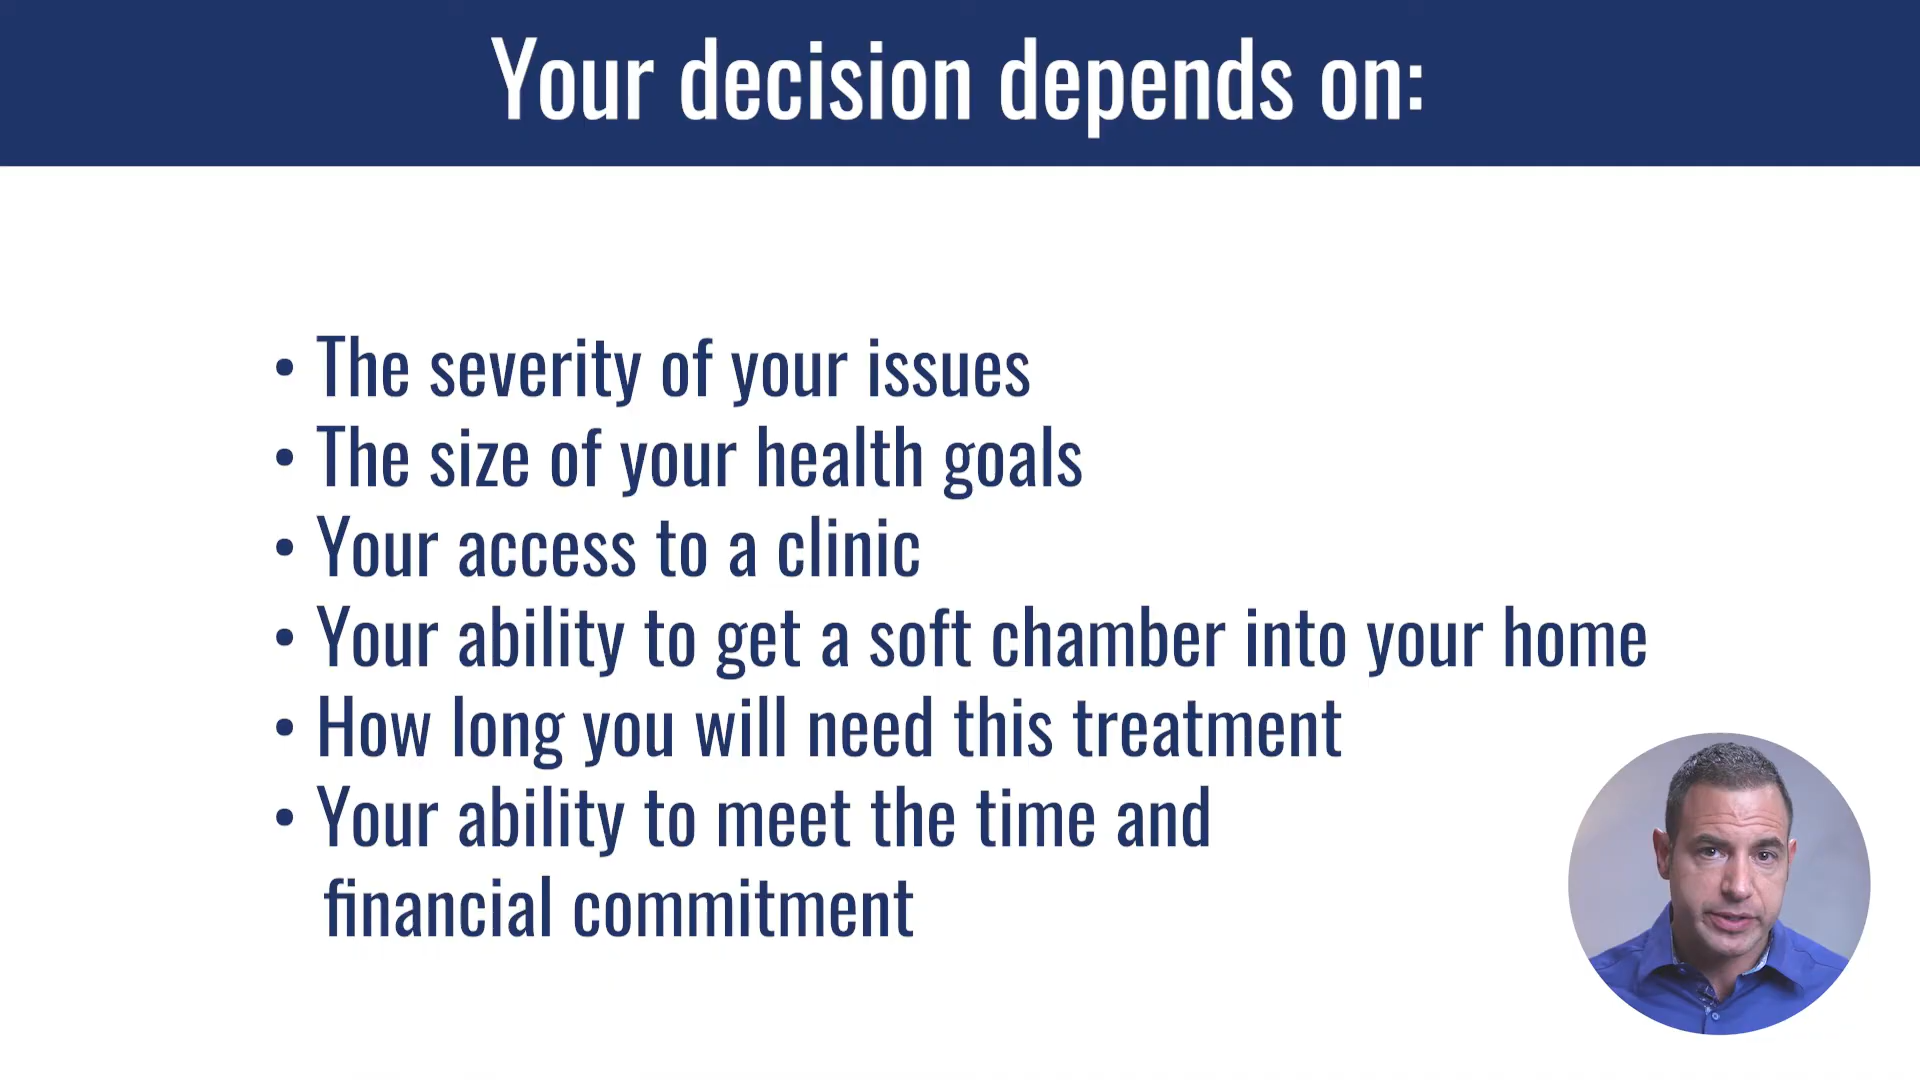 Your decision depends on:
• The severity of your issues
• The size of your health goals
• Your access to a clinic
• Your ability to get a soft chamber into your home
• How long you will need this treatment
• Your ability to meet the time and
financial commitment